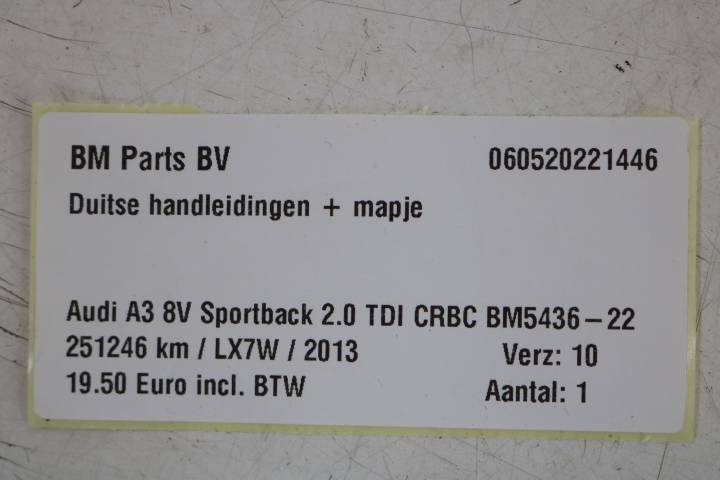 BM Parts BV 060520221446
Duitse handleidingen + mapje
Audi A3 8V Sportback 2.0 TDI CRBC BM5436-22
251246 km / LX7W / 2013 Verz: 10
19.50 Euro incl. BTW Aantal: 1